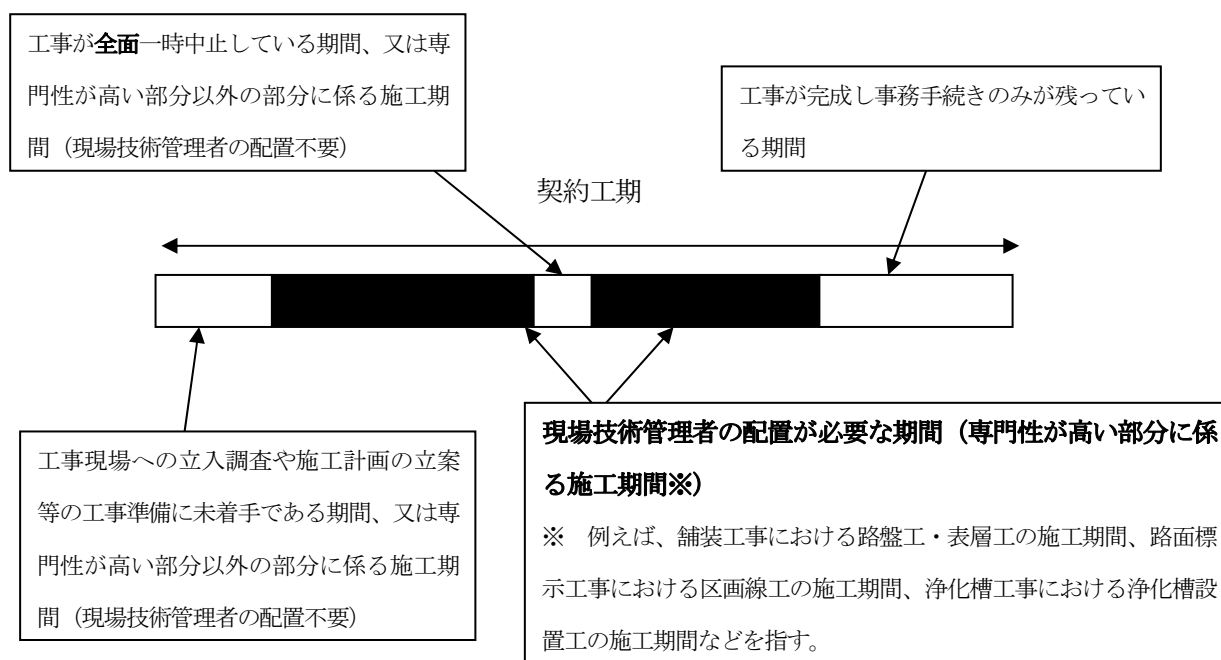 工事が全面一時中止している期間、又は専
門性が高い部分以外の部分に係る施工期
間（現場技術管理者の配置不要）
工事が完成し事務手続きのみが残ってい
る期間
契約工期
工事現場への立入調査や施工計画の立案
等の工事準備に未着手である期間、又は専
門性が高い部分以外の部分に係る施工期
間（現場技術管理者の配置不要）
現場技術管理者の配置が必要な期間（専門性が高い部分に係
る施工期間※）
※　例えば、舗装工事における路盤工・表層工の施工期間、路面標
示工事における区画線工の施工期間、浄化槽工事における浄化槽設
置工の施工期間などを指す。